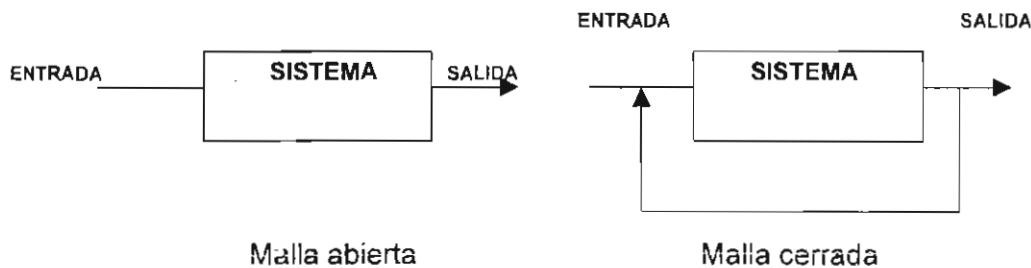 ENTRADA
SISTEMA
SALIDA
Malla abierta
ENTRADA
SISTEMA
SALIDA
Malla cerrada